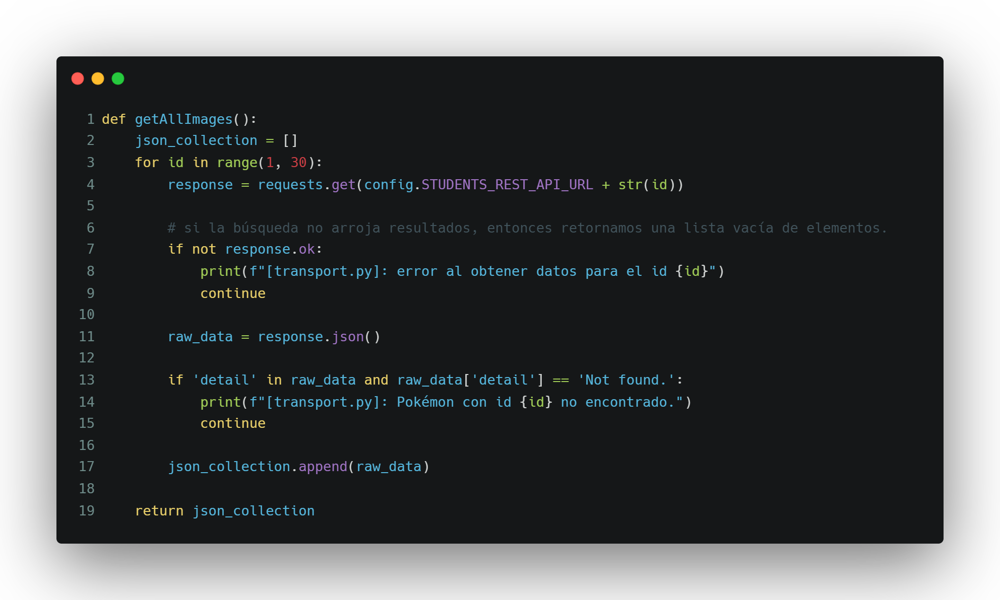 1 def getAllImages():
2     json_collection = []
3     for id in range(1, 30):
4         response = requests.get(config.STUDENTS_REST_API_URL + str(id))
5
6         # si la búsqueda no arroja resultados, entonces retornamos una lista vacía de elementos.
7         if not response.ok:
8             print(f"[transport.py]: error al obtener datos para el id {id}")
9             continue
10
11         raw_data = response.json()
12
13         if 'detail' in raw_data and raw_data['detail'] == 'Not found.':
14             print(f"[transport.py]: Pokémon con id {id} no encontrado.")
15             continue
16
17         json_collection.append(raw_data)
18
19     return json_collection